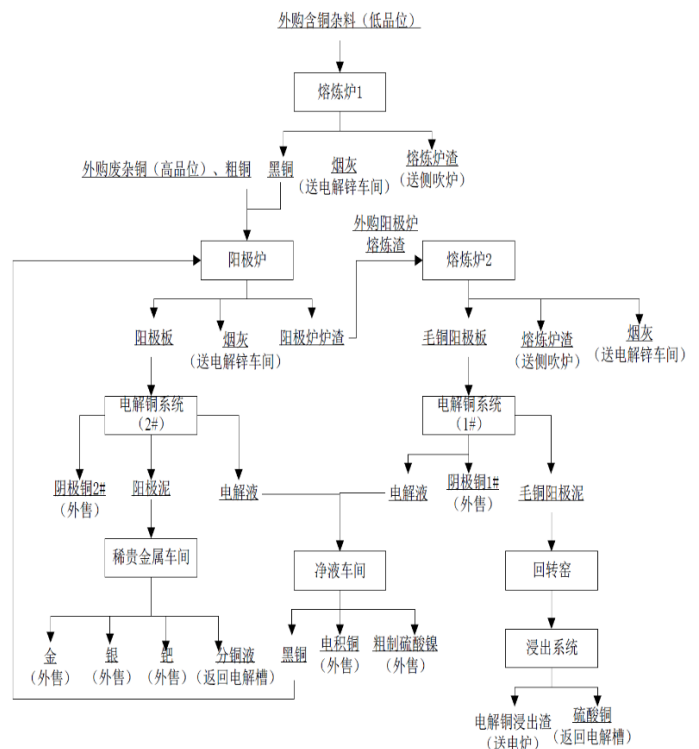 外购含铜杂料（低品位）
熔炼炉1
外购废杂铜（高品位）、粗铜
黑铜
烟灰
（送电解锌车间）
熔炼炉渣
（送侧吹炉）
外购阳极炉
熔炼渣
阳极炉
熔炼炉2
阳极板
烟灰
（送电解锌车间）
阳极炉炉渣
毛铜阳极板
熔炼炉渣
（送侧吹炉）
烟灰
（送电解锌车间）
电解铜系统
（2#）
电解铜系统
（1#）
阴极铜2#
（外售）
阳极泥
电解液
电解液
阴极铜1#
（外售）
毛铜阳极泥
稀贵金属车间
净液车间
回转窑
金
（外售）
银
（外售）
钯
（外售）
分铜液
（返回电解槽）
黑铜
电积铜
（外售）
粗制硫酸镍
（外售）
浸出系统
电解铜浸出渣
（送电炉）
硫酸铜
（返回电解槽）